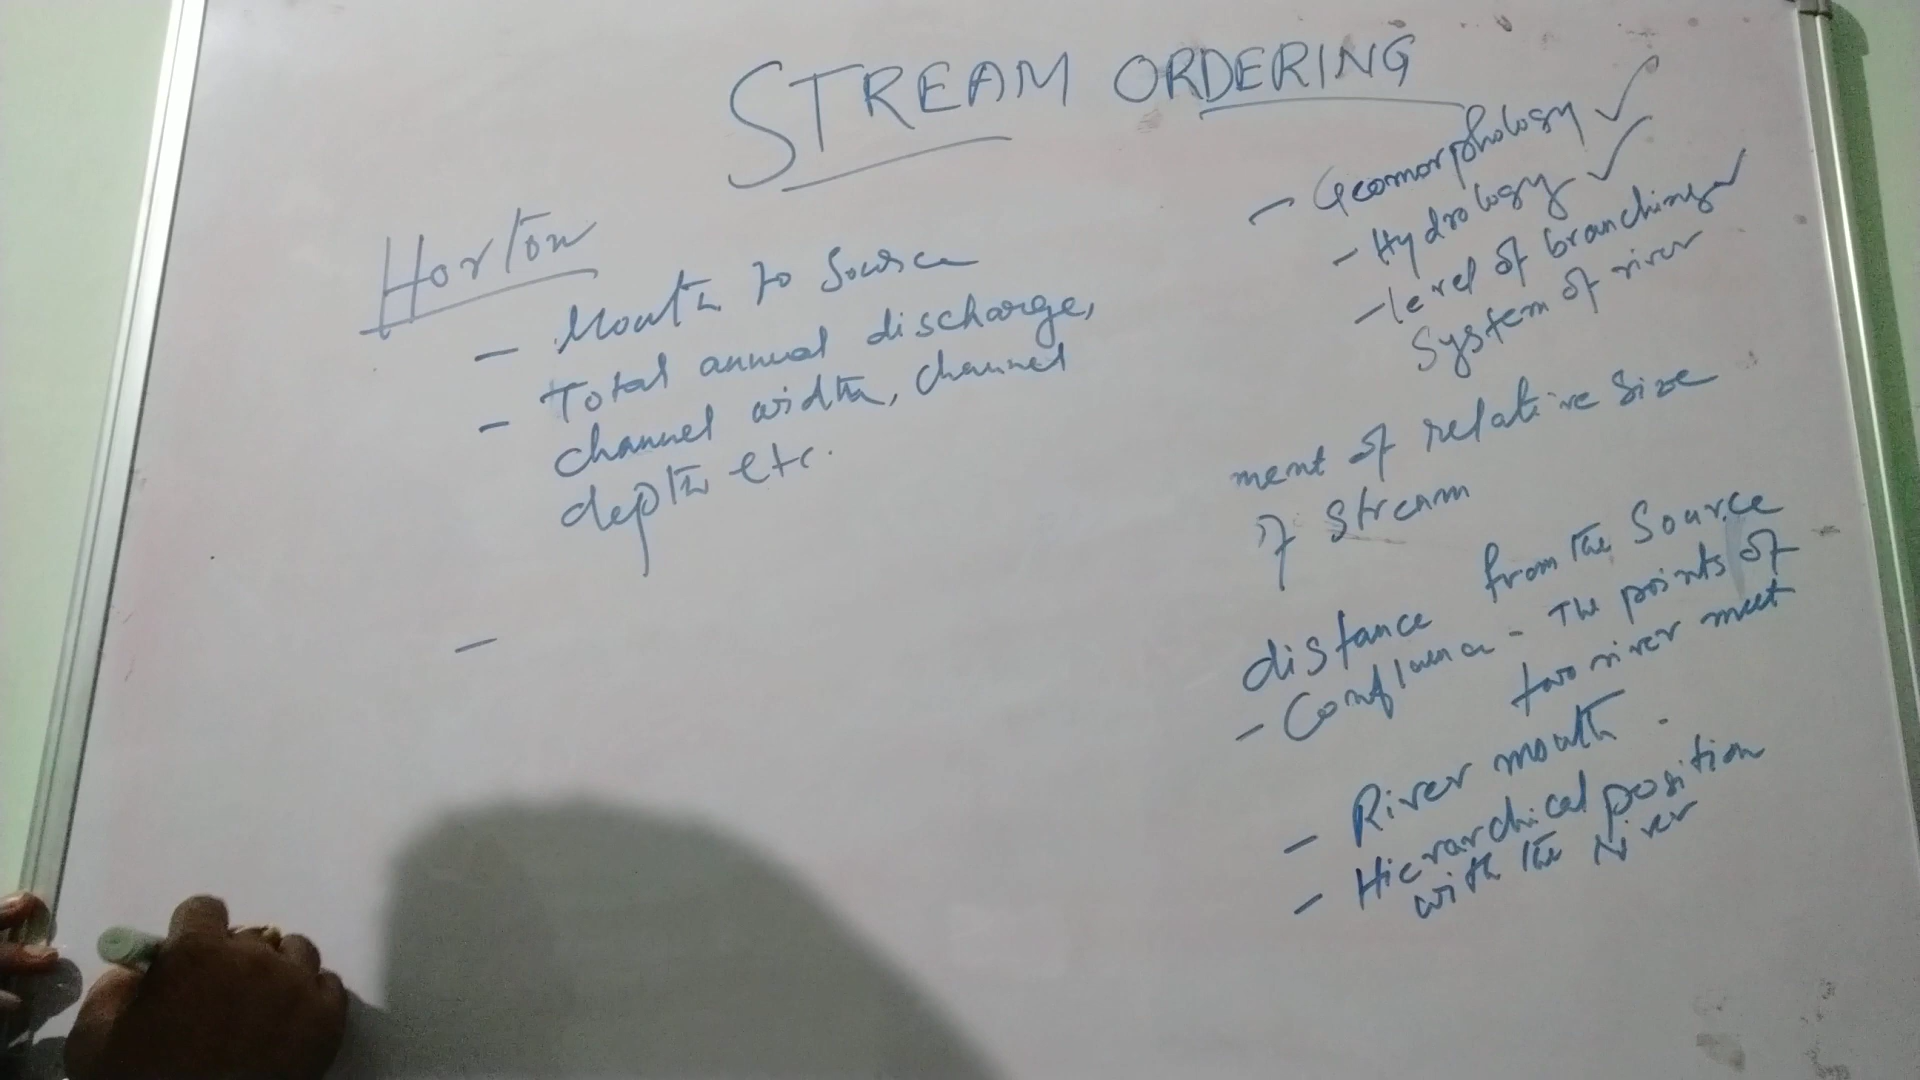 STREAM ORDERING
Horton
- Mouth to Source
- Total annual discharge,
channel width, channel
depth etc.
-
- Geomorphology ✓
- Hydrology ✓
- level of branching ✓
System of river
ment of relative size
of Stream
distance from the Source
- Confluence - The points of
two river meet
- River mouth
- Hierarchical position
with the river